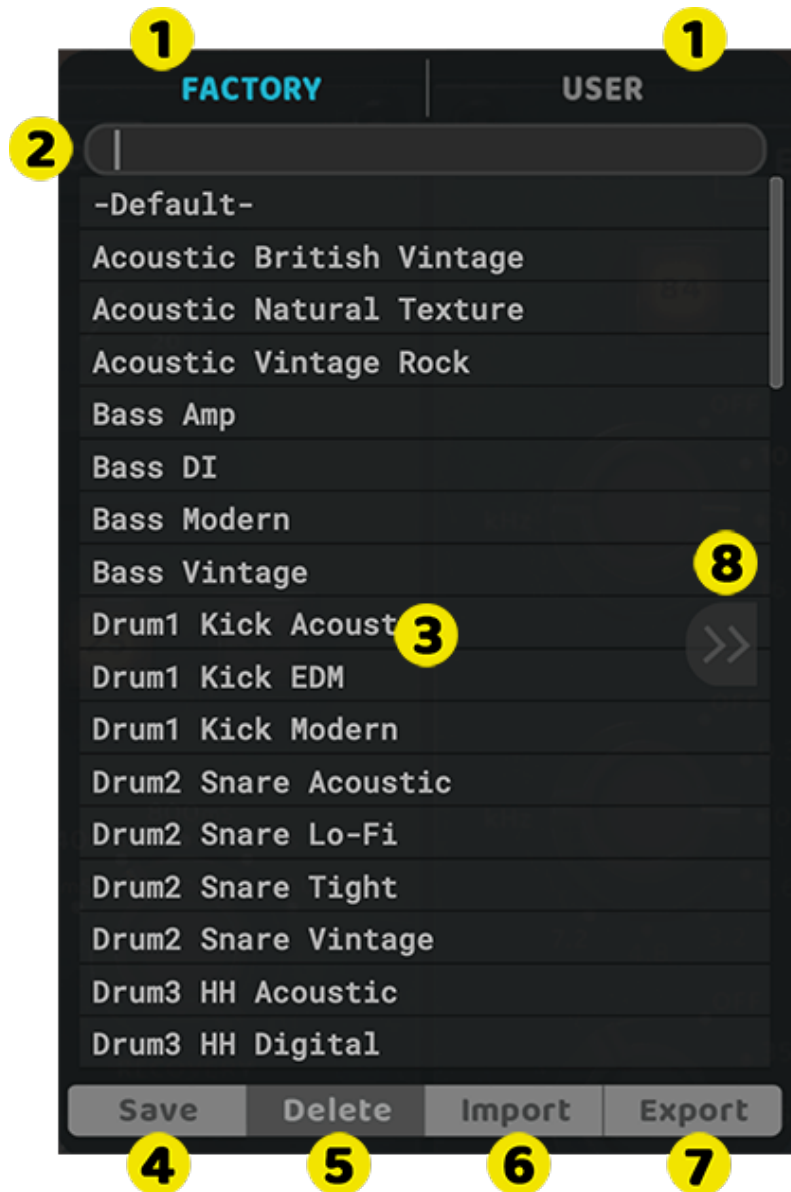 1 1
FACTORY USER
2
-Default-
Acoustic British Vintage
Acoustic Natural Texture
Acoustic Vintage Rock
Bass Amp
Bass DI
Bass Modern
Bass Vintage
8
Drum1 Kick Acoust
3
Drum1 Kick EDM
Drum1 Kick Modern
Drum2 Snare Acoustic
Drum2 Snare Lo-Fi
Drum2 Snare Tight
Drum2 Snare Vintage
Drum3 HH Acoustic
Drum3 HH Digital
Save Delete Import Export
4 5 6 7